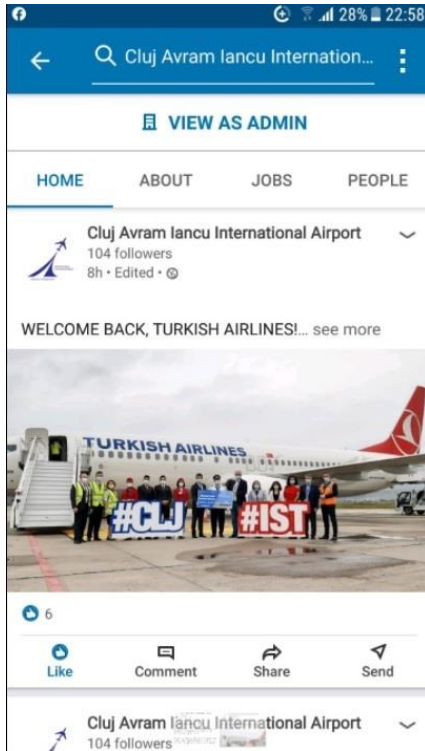 28% 22:58
Cluj Avram Iancu Internation...
VIEW AS ADMIN
HOME ABOUT JOBS PEOPLE
Cluj Avram Iancu International Airport
104 followers
8h • Edited •
WELCOME BACK, TURKISH AIRLINES!... see more
TURKISH AIRLINES
#CLJ #IST
6
Like Comment Share Send
Cluj Avram Iancu International Airport
104 followers